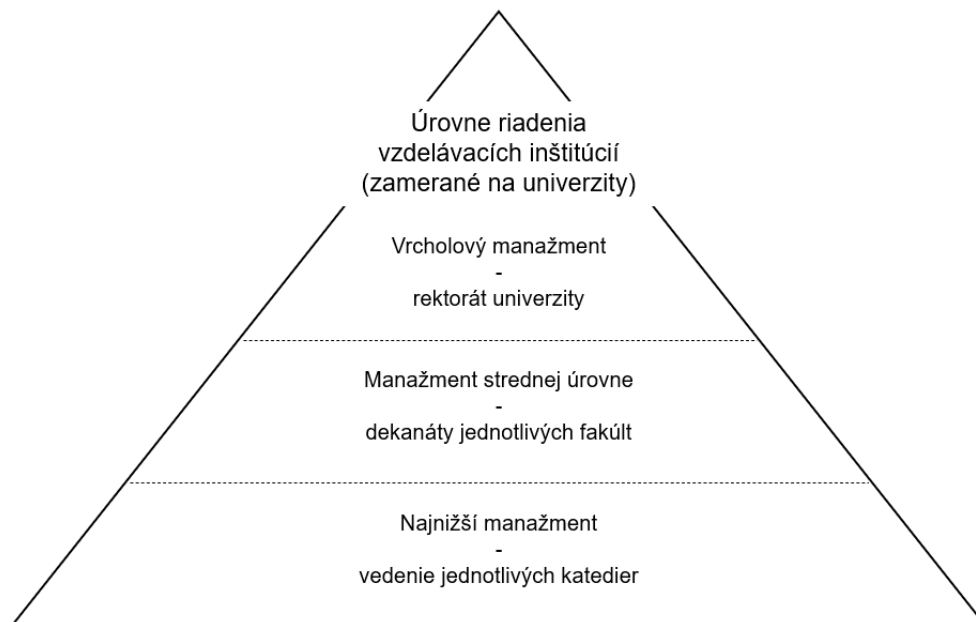 Úrovne riadenia
vzdelávacích inštitúcií
(zamerané na univerzity)
Vrcholový manažment
-
rektorát univerzity
Manažment strednej úrovne
-
dekanáty jednotlivých fakúlt
Najnižší manažment
-
vedenie jednotlivých katedier